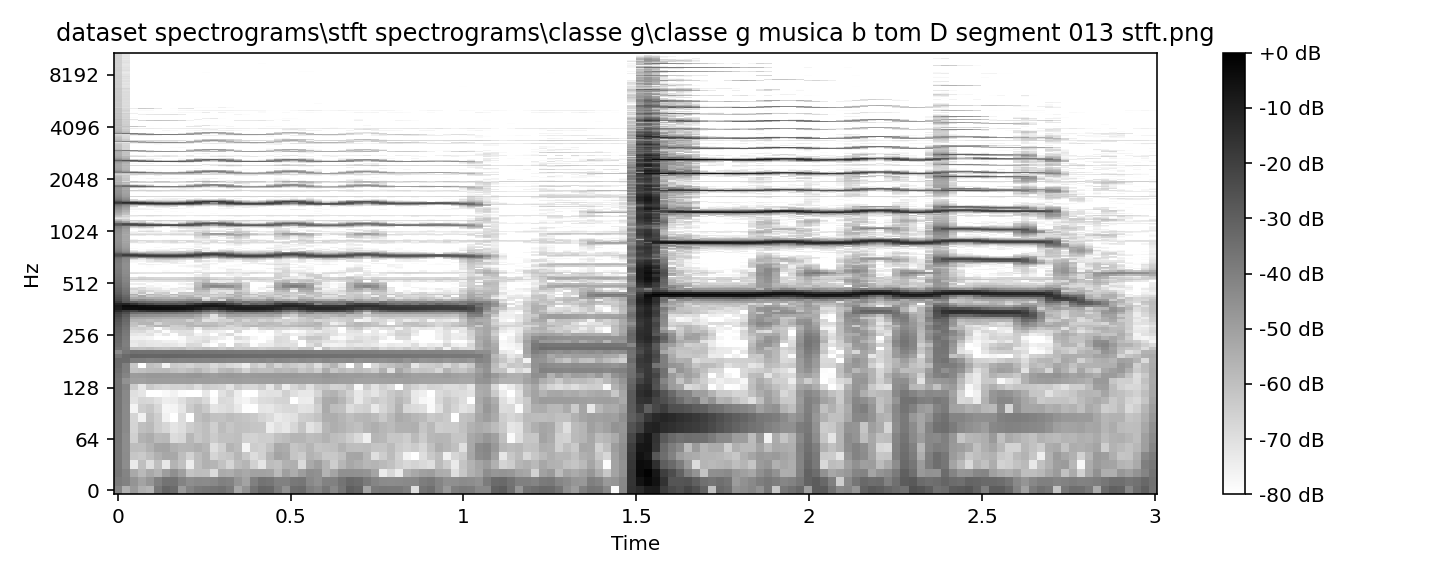 dataset spectrograms\stft spectrograms\classe g\classe g musica b tom D segment 013 stft.png
8192
4096
2048
1024
512
256
128
64
0
Hz
0
0.5
1
1.5
2
2.5
3
Time
+0 dB
-10 dB
-20 dB
-30 dB
-40 dB
-50 dB
-60 dB
-70 dB
-80 dB